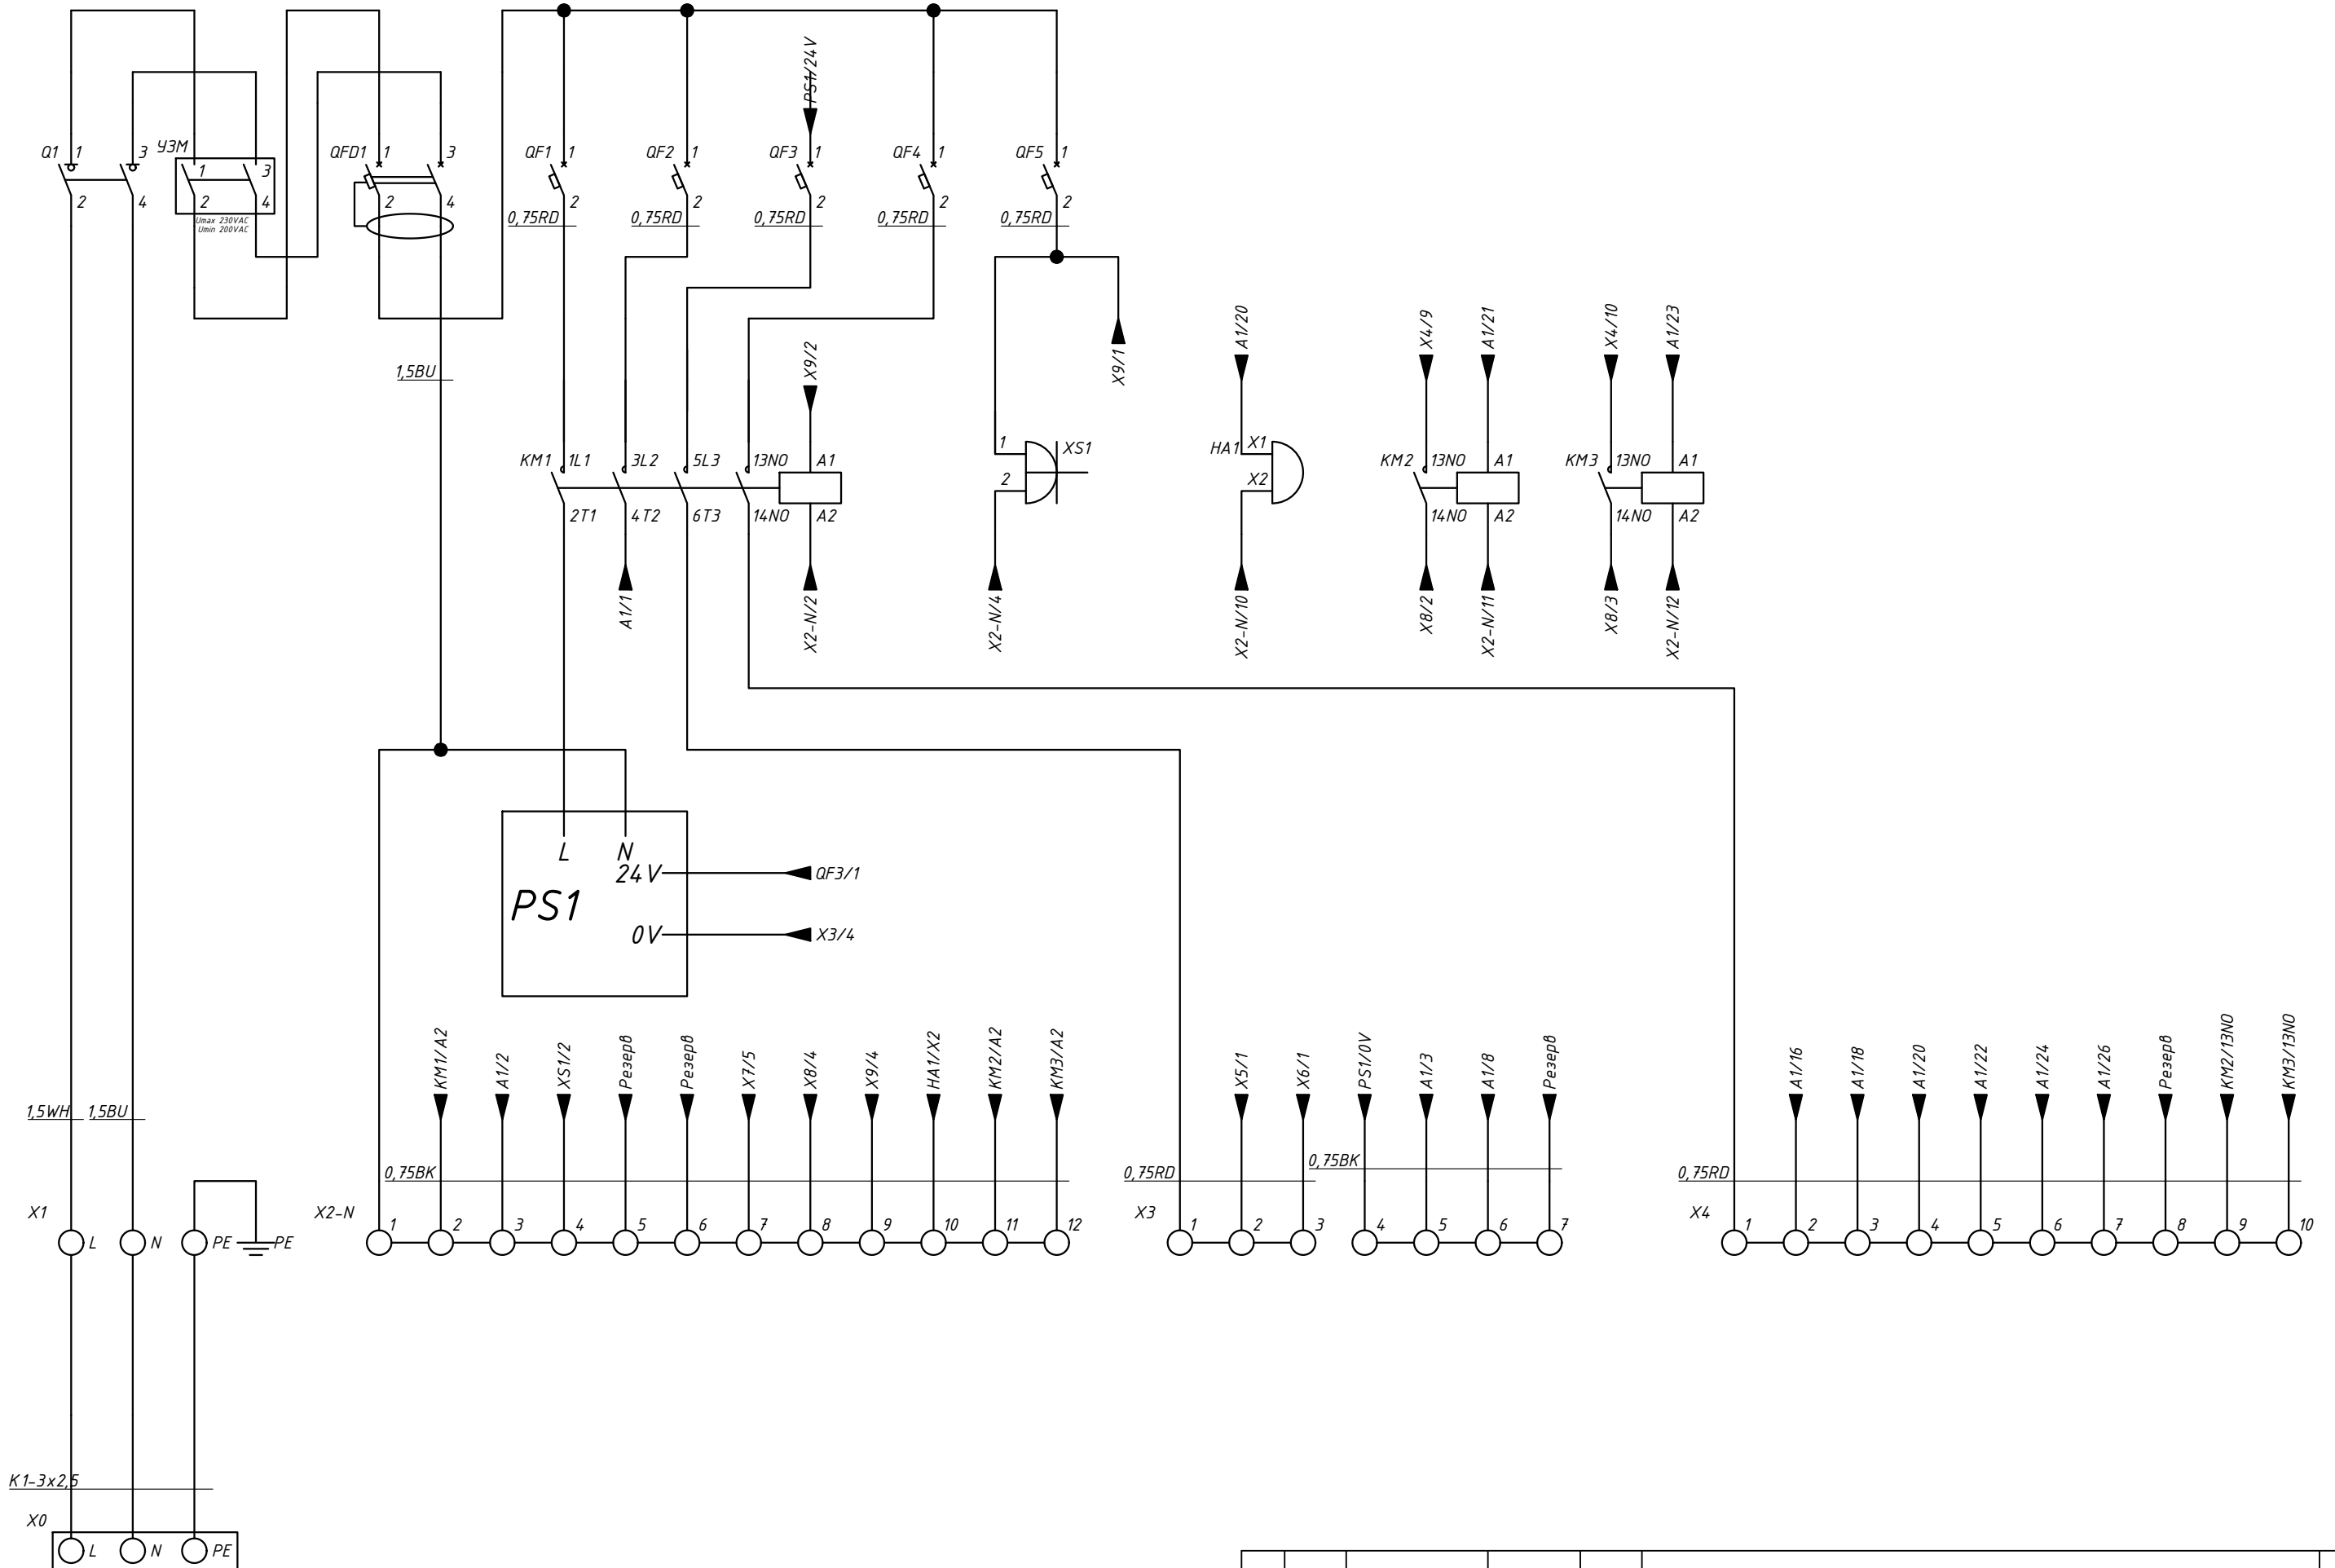 PS1/24V
Q1 1 3 УЗМ 1 3 QFD1 1 3 QF1 1 QF2 1 QF3 1 QF4 1 QF5 1
2 4 2 4 2 4 2 2 2 2 2
Umax 230VAC
Umin 200VAC
0,75RD 0,75RD 0,75RD 0,75RD 0,75RD
1,5BU
X9/2 X9/1 A1/20 X4/9 A1/21 X4/10 A1/23
KM1 1L1 3L2 5L3 13NO A1 1 XS1 HA1 X1 KM2 13NO A1 KM3 13NO A1
2T1 4T2 6T3 14NO A2 2 X2 14NO A2 14NO A2
A1/1 X2-N/2 X2-N/4 X2-N/10 X8/2 X2-N/11 X8/3 X2-N/12
L N
24V QF3/1
PS1
0V X3/4
KM1/A2 A1/2 XS1/2 Резерв Резерв X7/5 X8/4 X9/4 HA1/X2 KM2/A2 KM3/A2 X5/1 X6/1 PS1/0V A1/3 A1/8 Резерв A1/16 A1/18 A1/20 A1/22 A1/24 A1/26 Резерв KM2/13NO KM3/13NO
1,5WH 1,5BU
0,75BK 0,75RD 0,75BK 0,75RD
X1 X2-N 1 2 3 4 5 6 7 8 9 10 11 12 X3 1 2 3 4 5 6 7 X4 1 2 3 4 5 6 7 8 9 10
L N PE PE
K1-3x2,5
X0
L N PE